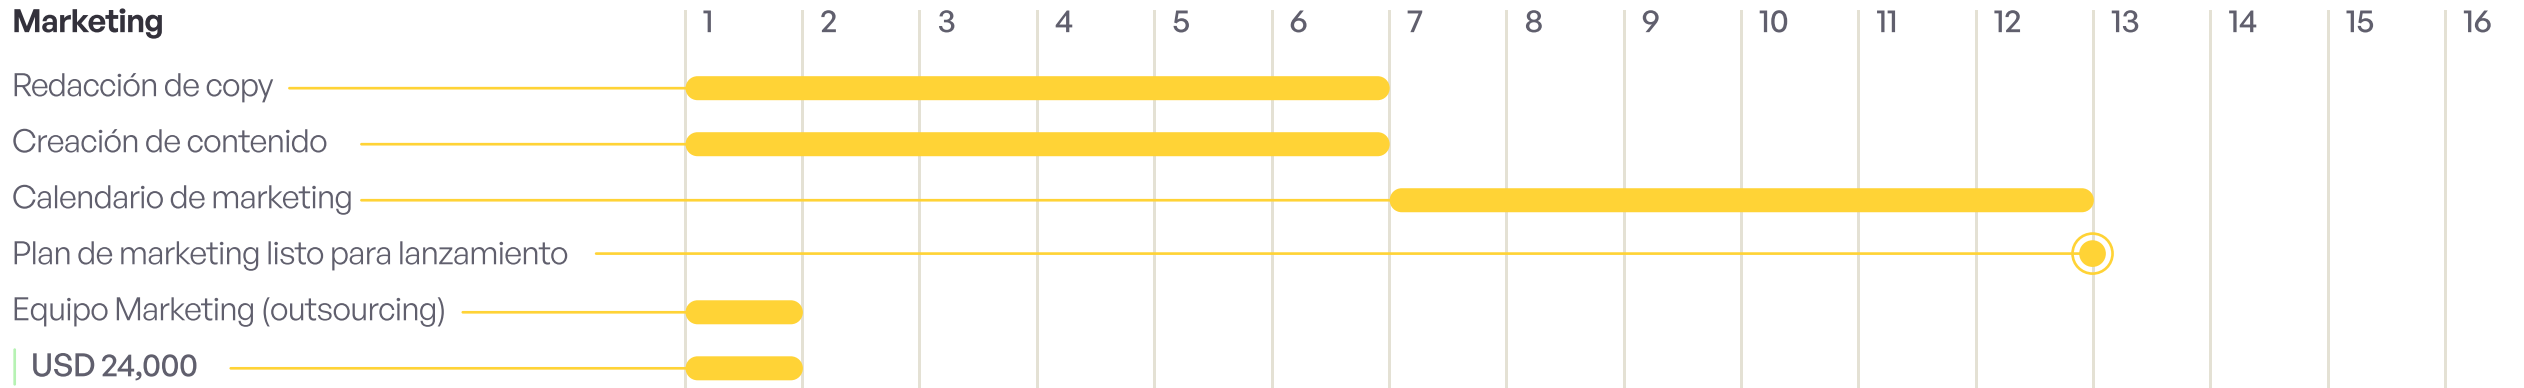 Marketing 1 2 3 4 5 6 7 8 9 10 11 12 13 14 15 16
Redacción de copy
Creación de contenido
Calendario de marketing
Plan de marketing listo para lanzamiento
Equipo Marketing (outsourcing)
USD 24,000